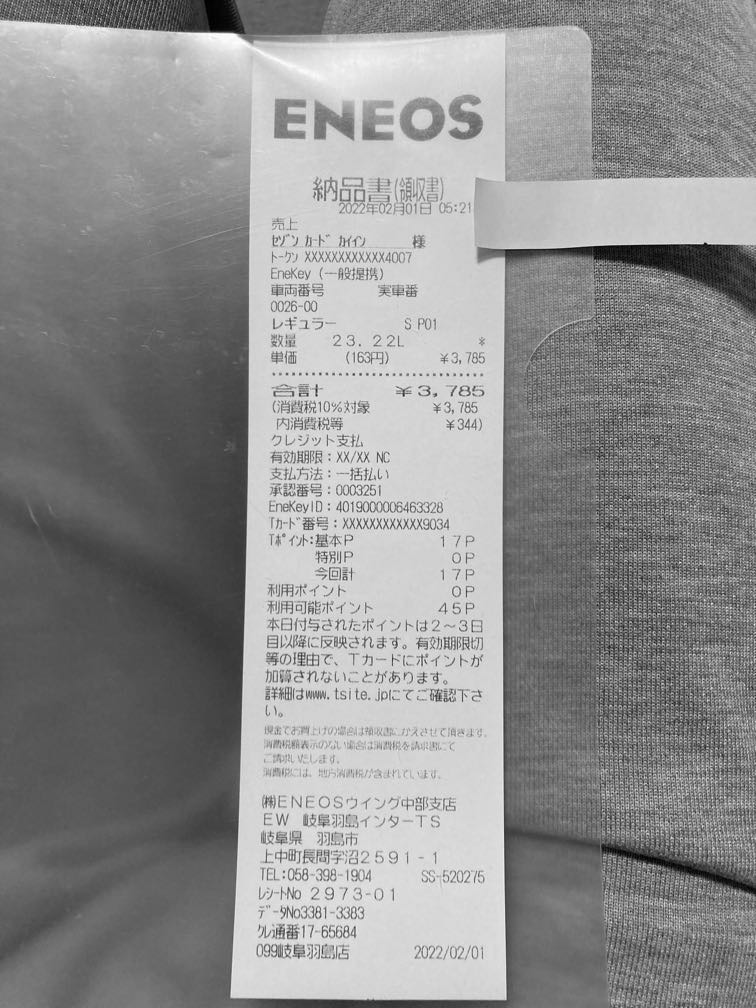 ENEOS
納品書(領収書)
2022年02月01日 05:21
売上
ｾｿﾞﾝ ｶｰﾄﾞ ｶｲｲﾝ 様
ﾄｰｸﾝ XXXXXXXXXXXX4007
EneKey (一般提携)
車両番号 実車番
0026-00
レギュラー S P01
数量 23.22L *
単価 (163円) ¥3,785
合計 ¥3,785
(消費税10%対象 ¥3,785
内消費税等 ¥344)
クレジット支払
有効期限:XX/XX NC
支払方法:一括払い
承認番号:0003251
EneKeyID:4019000006463328
Tｶｰﾄﾞ番号:XXXXXXXXXXXX9034
Tﾎﾟｲﾝﾄ:基本P 17P
特別P 0P
今回計 17P
利用ポイント 0P
利用可能ポイント 45P
本日付与されたポイントは2〜3日
目以降に反映されます。有効期限切
等の理由で、Tカードにポイントが
加算されないことがあります。
詳細はwww.tsite.jpにてご確認下さ
い。
現金でお買上げの場合は領収書にかえさせて頂きます。
消費税額表示のない場合は消費税を請求書にて
ご請求いたします。
消費税には、地方消費税が含まれています。
㈱ENEOSウイング中部支店
EW 岐阜羽島インターTS
岐阜県 羽島市
上中町長間字沼2591-1
TEL:058-398-1904 SS-520275
ﾚｼｰﾄNo 2973-01
ﾃﾞｰﾀNo3381-3383
ｸﾚ通番17-65684
099岐阜羽島店 2022/02/01